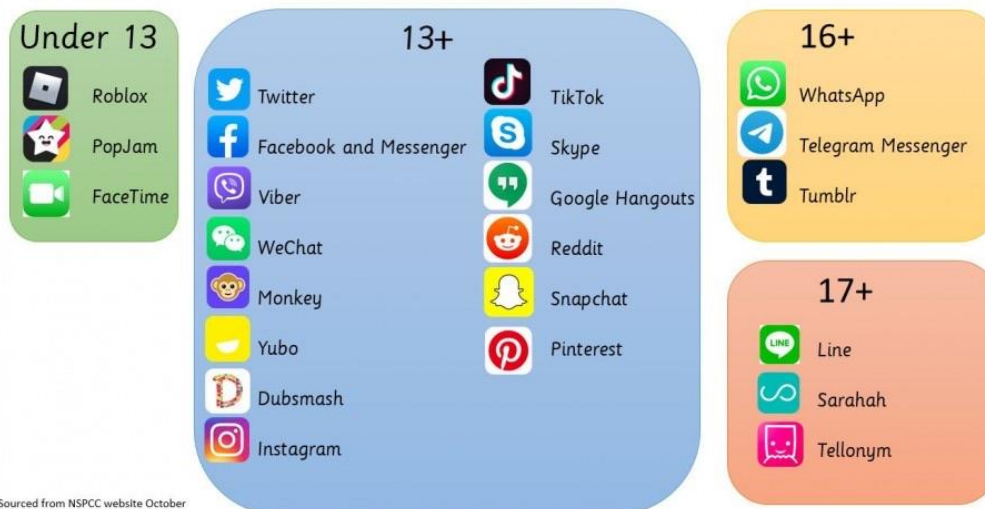 Under 13
Roblox
PopJam
FaceTime
13+
Twitter
Facebook and Messenger
Viber
WeChat
Monkey
Yubo
Dubsmash
Instagram
TikTok
Skype
Google Hangouts
Reddit
Snapchat
Pinterest
16+
WhatsApp
Telegram Messenger
Tumblr
17+
LINE
Line
Sarahah
Tellonym
Sourced from NSPCC website October